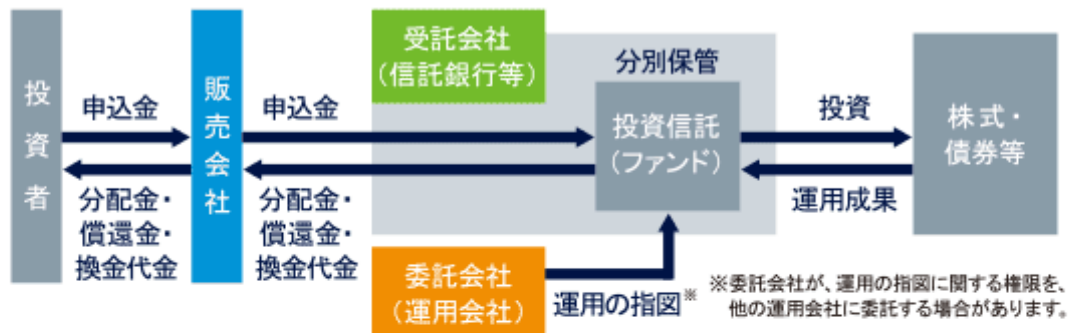 投資者
申込金
分配金・
償還金・
換金代金
販売会社
申込金
分配金・
償還金・
換金代金
受託会社
（信託銀行等）
分別保管
投資信託
（ファンド）
委託会社
（運用会社）
運用の指図※
投資
運用成果
株式・
債券等
※委託会社が、運用の指図に関する権限を、
他の運用会社に委託する場合があります。